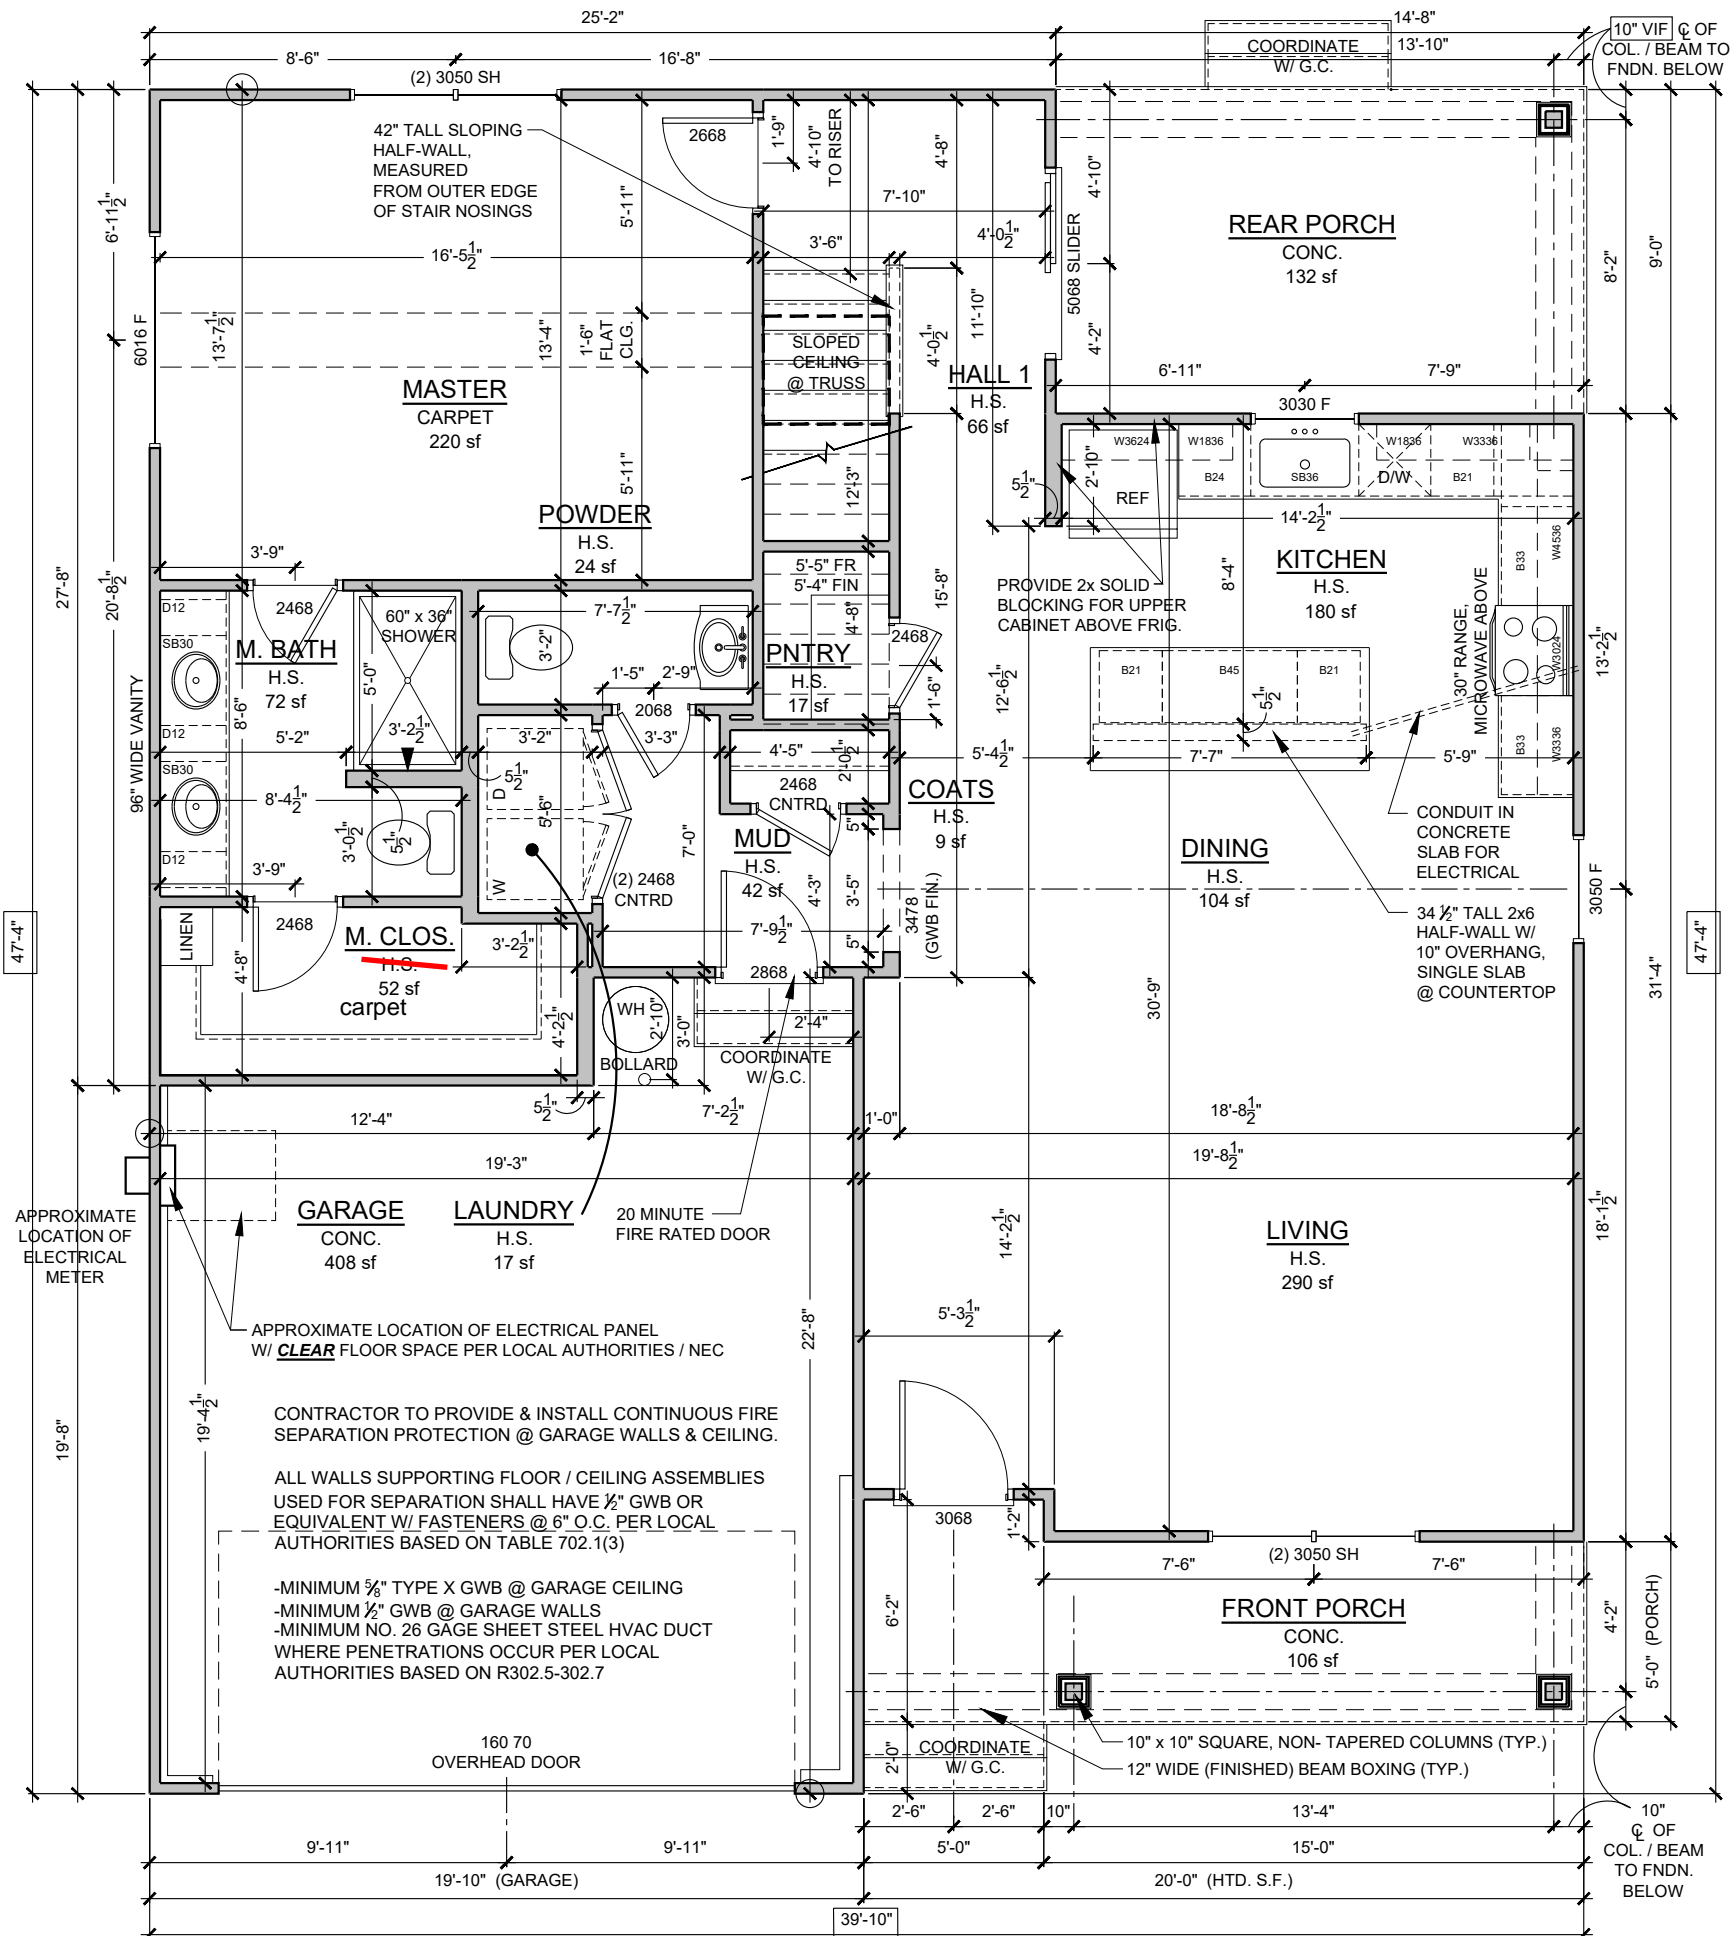 25'-2"
14'-8"
8'-6"
16'-8"
13'-10"
10" VIF ℄ OF
COL. / BEAM TO
FNDN. BELOW
(2) 3050 SH
COORDINATE
W/ G.C.
42" TALL SLOPING
HALF-WALL,
MEASURED
FROM OUTER EDGE
OF STAIR NOSINGS
2668
1'-9"
4'-10"
TO RISER
4'-8"
4'-10"
7'-10"
3'-6"
4'-0½"
5068 SLIDER
REAR PORCH
CONC.
132 sf
8'-2"
9'-0"
6'-11½"
5'-11"
16'-5½"
6016 F
13'-7½"
13'-4"
1'-6"
FLAT
CLG.
SLOPED
CEILING
@ TRUSS
4'-0½"
11'-10"
4'-2"
MASTER
CARPET
220 sf
HALL 1
H.S.
66 sf
6'-11"
7'-9"
3030 F
5'-11"
12'-3"
5½"
2'-10"
W3624
W1836
W1836
W3336
REF
B24
SB36
D/W
B21
14'-2½"
POWDER
H.S.
24 sf
KITCHEN
H.S.
180 sf
8'-4"
B33
W4536
27'-8"
20'-8½"
3'-9"
2468
60" x 36"
SHOWER
7'-7½"
5'-5" FR
5'-4" FIN
4'-8"
15'-8"
PROVIDE 2x SOLID
BLOCKING FOR UPPER
CABINET ABOVE FRIG.
30" RANGE,
MICROWAVE ABOVE
W3024
13'-2½"
D12
SB30
D12
SB30
D12
M. BATH
H.S.
72 sf
3'-2"
PNTRY
H.S.
17 sf
2468
1'-6"
12'-6½"
B21
B45
B21
5½"
96" WIDE VANITY
8'-6"
5'-0"
1'-5"
2'-9"
2068
5'-2"
3'-2½"
3'-2"
3'-3"
4'-5"
2'-0½"
5'-4½"
7'-7"
5'-9"
B33
W3336
5½"
D
5'-6"
2468
CNTRD
COATS
H.S.
9 sf
8'-4½"
3'-0½"
5½"
7'-0"
MUD
H.S.
42 sf
5"
4'-3"
3'-5"
5"
DINING
H.S.
104 sf
CONDUIT IN
CONCRETE
SLAB FOR
ELECTRICAL
3'-9"
W
(2) 2468
CNTRD
3478
(GWB FIN.)
3050 F
34 ½" TALL 2x6
HALF-WALL W/
10" OVERHANG,
SINGLE SLAB
@ COUNTERTOP
47'-4"
47'-4"
LINEN
2468
M. CLOS.
H.S.
52 sf
carpet
3'-2½"
7'-9½"
2868
4'-8"
4'-2½"
WH
2'-10"
3'-0"
2'-4"
BOLLARD
COORDINATE
W/ G.C.
30'-9"
31'-4"
5½"
12'-4"
7'-2½"
1'-0"
18'-8½"
19'-3"
19'-8½"
APPROXIMATE
LOCATION OF
ELECTRICAL
METER
GARAGE
CONC.
408 sf
LAUNDRY
H.S.
17 sf
20 MINUTE
FIRE RATED DOOR
14'-2½"
LIVING
H.S.
290 sf
18'-1½"
APPROXIMATE LOCATION OF ELECTRICAL PANEL
W/ CLEAR FLOOR SPACE PER LOCAL AUTHORITIES / NEC
22'-8"
5'-3½"
19'-8"
19'-4½"
CONTRACTOR TO PROVIDE & INSTALL CONTINUOUS FIRE
SEPARATION PROTECTION @ GARAGE WALLS & CEILING.
ALL WALLS SUPPORTING FLOOR / CEILING ASSEMBLIES
USED FOR SEPARATION SHALL HAVE ½" GWB OR
EQUIVALENT W/ FASTENERS @ 6" O.C. PER LOCAL
AUTHORITIES BASED ON TABLE 702.1(3)
-MINIMUM ⅝" TYPE X GWB @ GARAGE CEILING
-MINIMUM ½" GWB @ GARAGE WALLS
-MINIMUM NO. 26 GAGE SHEET STEEL HVAC DUCT
WHERE PENETRATIONS OCCUR PER LOCAL
AUTHORITIES BASED ON R302.5-302.7
3068
1'-2"
7'-6"
(2) 3050 SH
7'-6"
6'-2"
FRONT PORCH
CONC.
106 sf
4'-2"
5'-0" (PORCH)
160 70
OVERHEAD DOOR
2'-0"
COORDINATE
W/ G.C.
10" x 10" SQUARE, NON- TAPERED COLUMNS (TYP.)
12" WIDE (FINISHED) BEAM BOXING (TYP.)
2'-6"
2'-6"
10"
13'-4"
10"
℄ OF
COL. / BEAM
TO FNDN.
BELOW
9'-11"
9'-11"
5'-0"
15'-0"
19'-10" (GARAGE)
20'-0" (HTD. S.F.)
39'-10"